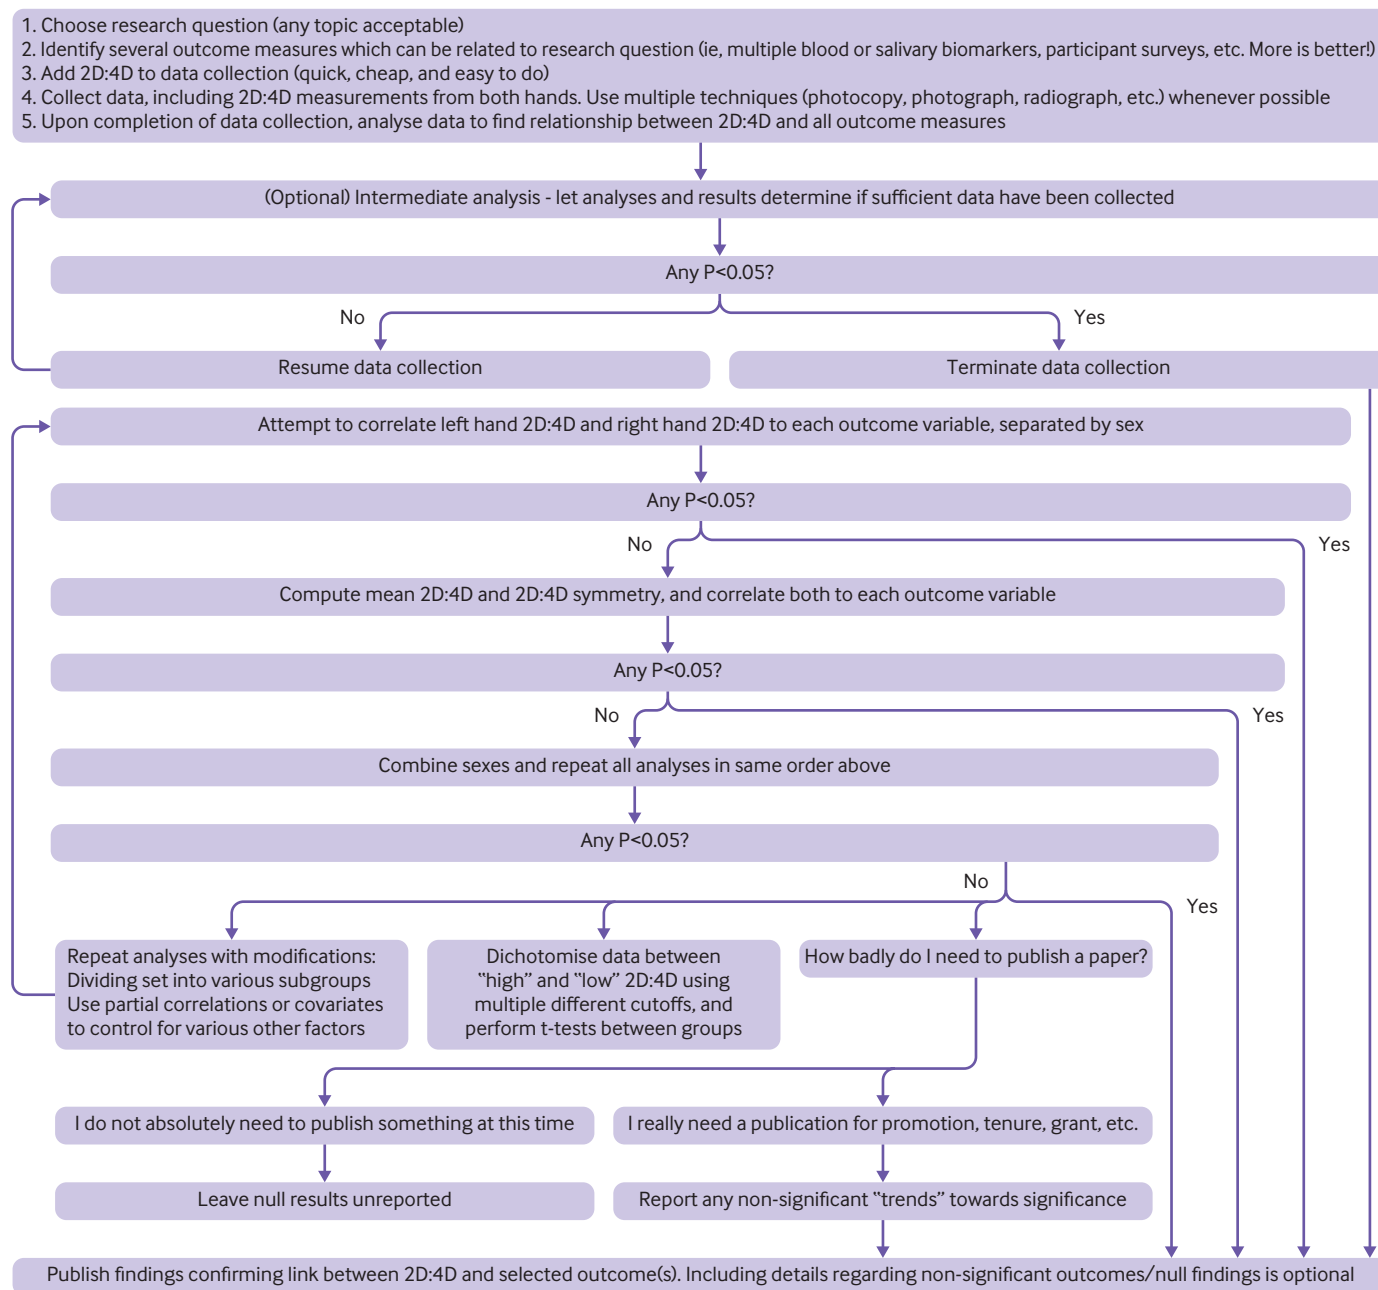 1. Choose research question (any topic acceptable)
2. Identify several outcome measures which can be related to research question (ie, multiple blood or salivary biomarkers, participant surveys, etc. More is better!)
3. Add 2D:4D to data collection (quick, cheap, and easy to do)
4. Collect data, including 2D:4D measurements from both hands. Use multiple techniques (photocopy, photograph, radiograph, etc.) whenever possible
5. Upon completion of data collection, analyse data to find relationship between 2D:4D and all outcome measures
(Optional) Intermediate analysis - let analyses and results determine if sufficient data have been collected
Any P<0.05?
No
Yes
Resume data collection
Terminate data collection
Attempt to correlate left hand 2D:4D and right hand 2D:4D to each outcome variable, separated by sex
Any P<0.05?
No
Yes
Compute mean 2D:4D and 2D:4D symmetry, and correlate both to each outcome variable
Any P<0.05?
No
Yes
Combine sexes and repeat all analyses in same order above
Any P<0.05?
No
Yes
Repeat analyses with modifications:
Dividing set into various subgroups
Use partial correlations or covariates
to control for various other factors
Dichotomise data between
"high" and "low" 2D:4D using
multiple different cutoffs, and
perform t-tests between groups
How badly do I need to publish a paper?
I do not absolutely need to publish something at this time
I really need a publication for promotion, tenure, grant, etc.
Leave null results unreported
Report any non-significant "trends" towards significance
Publish findings confirming link between 2D:4D and selected outcome(s). Including details regarding non-significant outcomes/null findings is optional